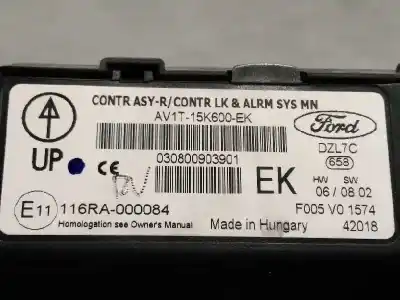 CONTR ASY-R/CONTR LK & ALRM SYS MN
AV1T-15K600-EK
Ford
DZL7C
658
UP
CE
030800903901
EK
HW SW
06 / 08.02
E11 116RA-000084
F005 V0 1574
Homologation see Owners Manual
Made in Hungary
42018